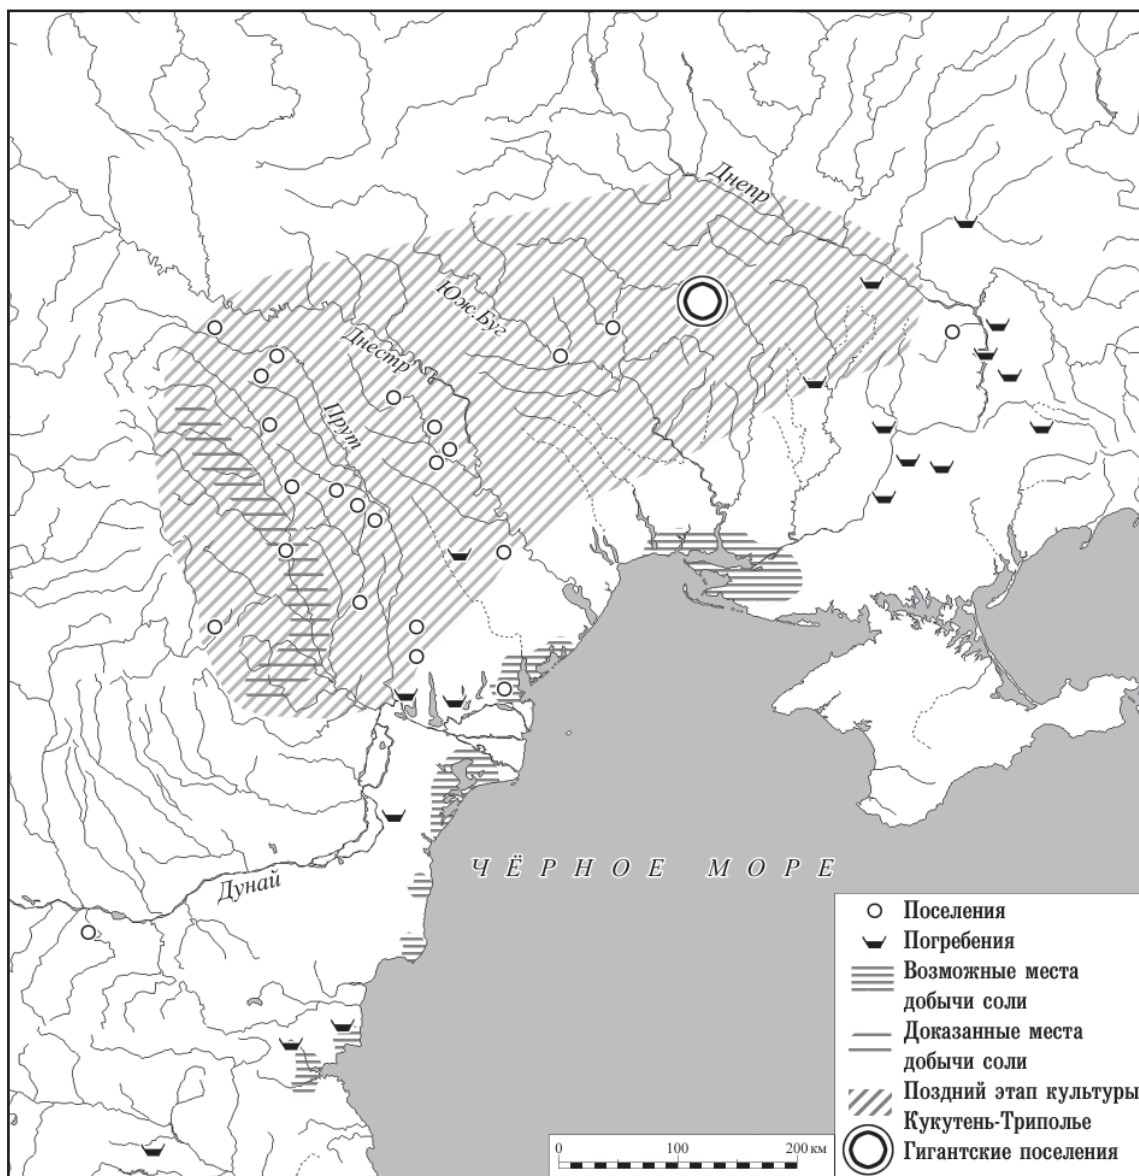 Днепр
Юж.Буг
Днестр
Прут
ЧЁРНОЕ МОРЕ
Дунай
Поселения
Погребения
Возможные места
добычи соли
Доказанные места
добычи соли
Поздний этап культуры
Кукутень-Триполье
Гигантские поселения
0 100 200 км